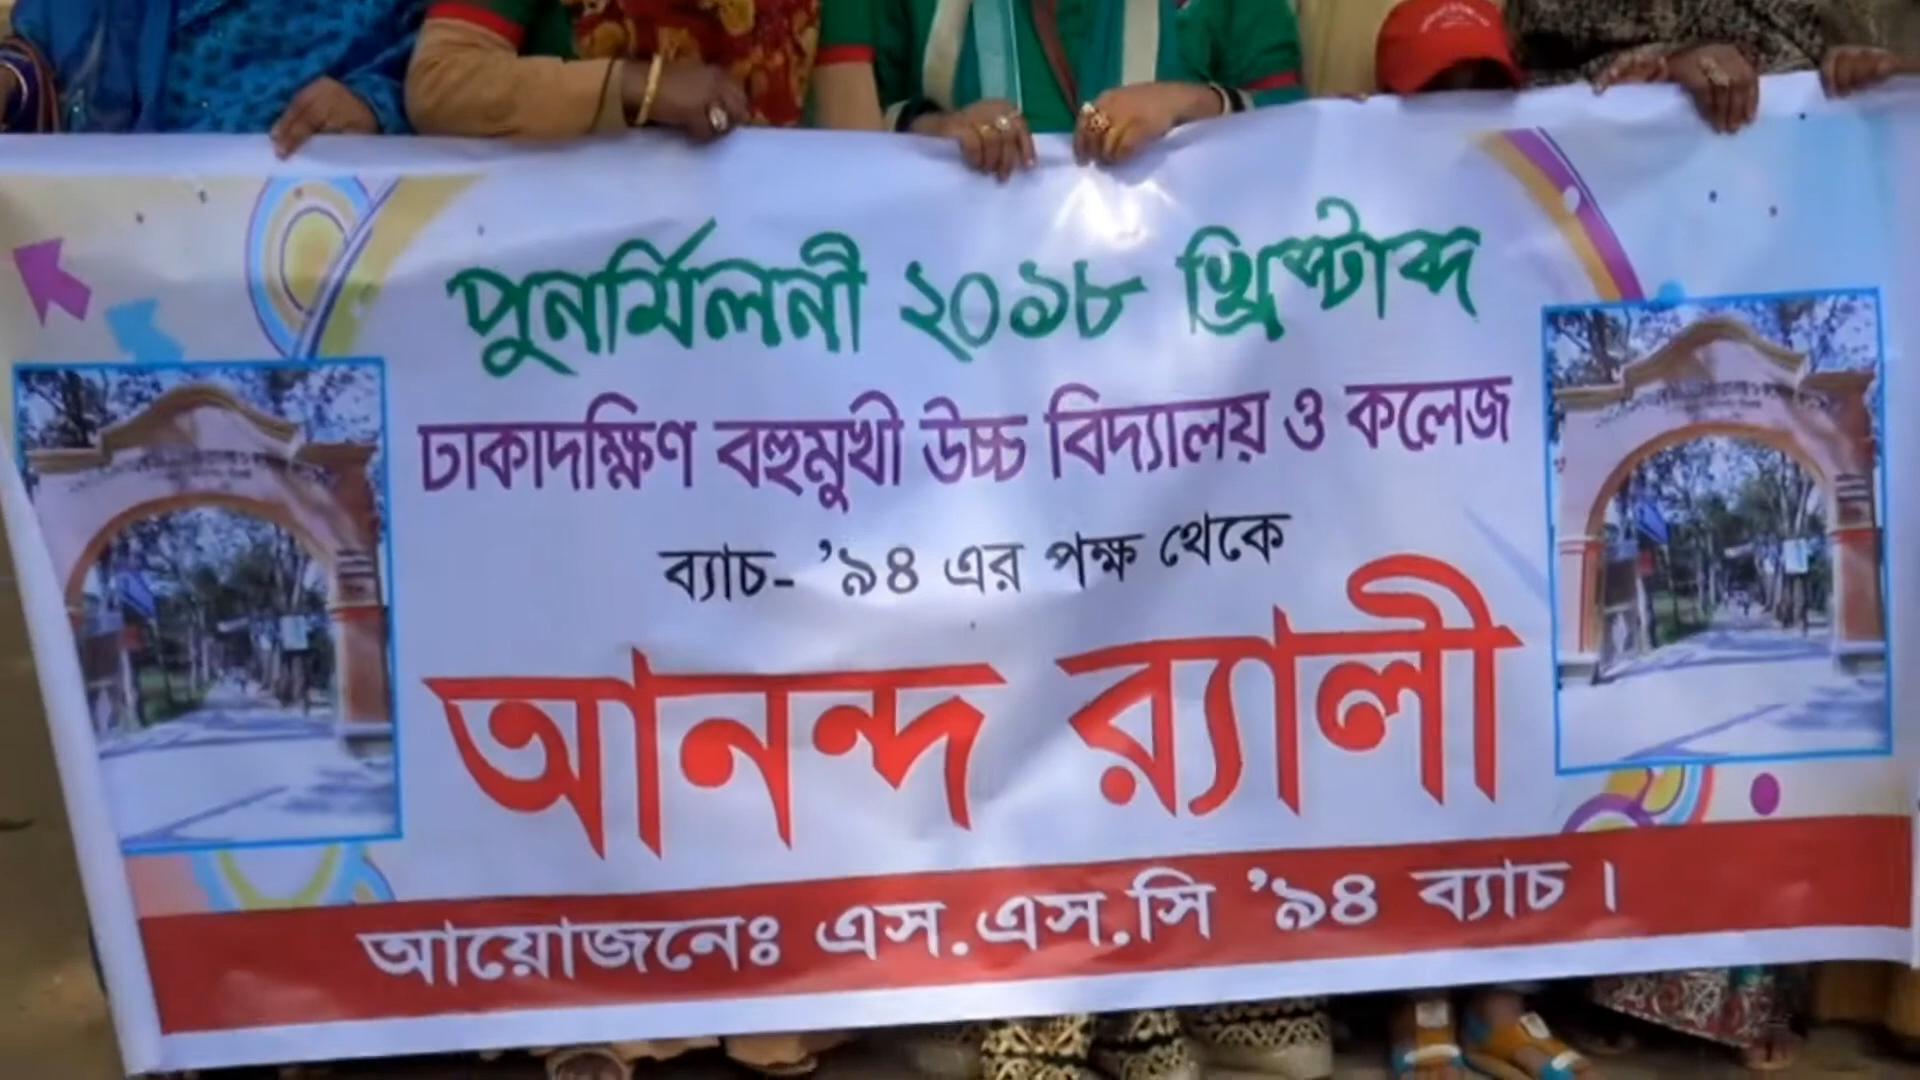 পুনর্মিলনী ২০১৮ খ্রিস্টাব্দ
ঢাকাদক্ষিণ বহুমুখী উচ্চ বিদ্যালয় ও কলেজ
ব্যাচ- '৯৪ এর পক্ষ থেকে
আনন্দ র‍্যালী
আয়োজনেঃ এস.এস.সি '৯৪ ব্যাচ।